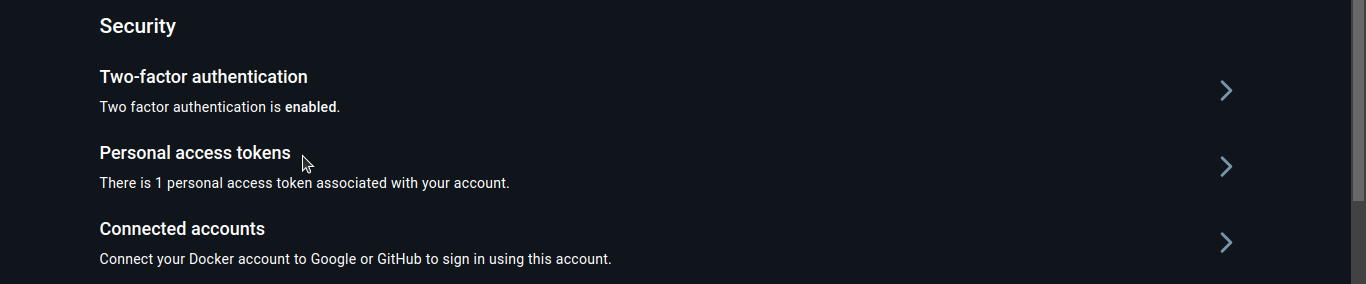 Security
Two-factor authentication
Two factor authentication is enabled.
Personal access tokens
There is 1 personal access token associated with your account.
Connected accounts
Connect your Docker account to Google or GitHub to sign in using this account.